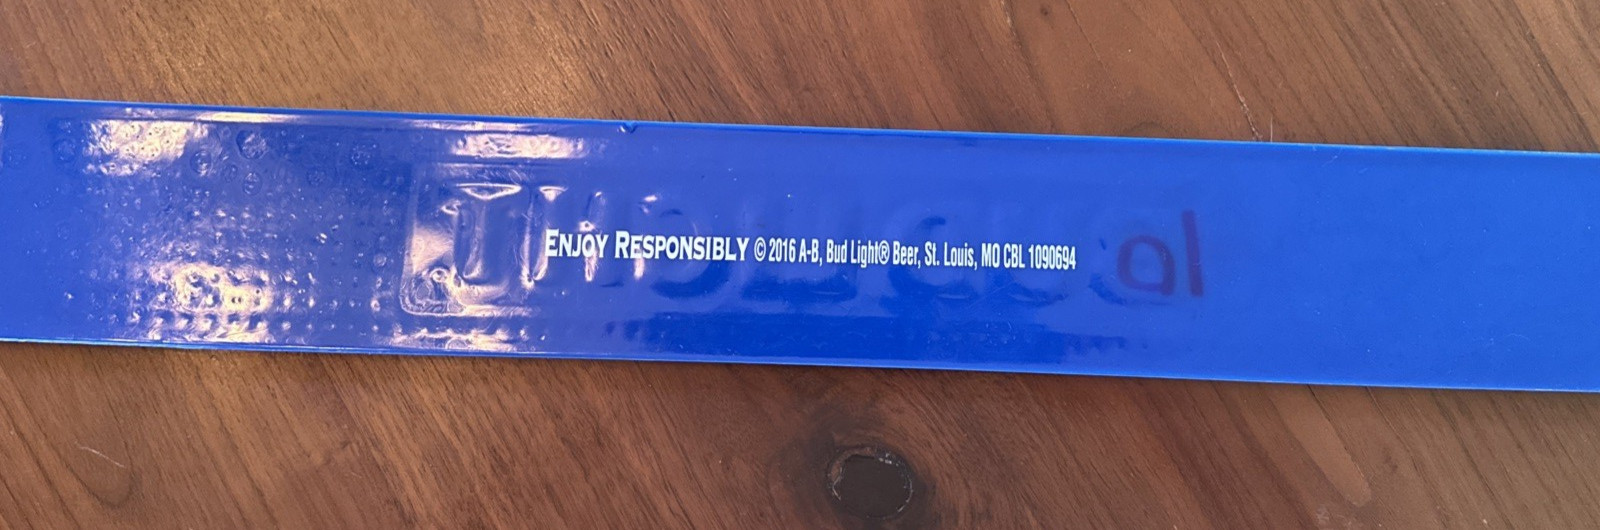 ENJOY RESPONSIBLY © 2016 A-B, Bud Light® Beer, St. Louis, MO CBL 1090694